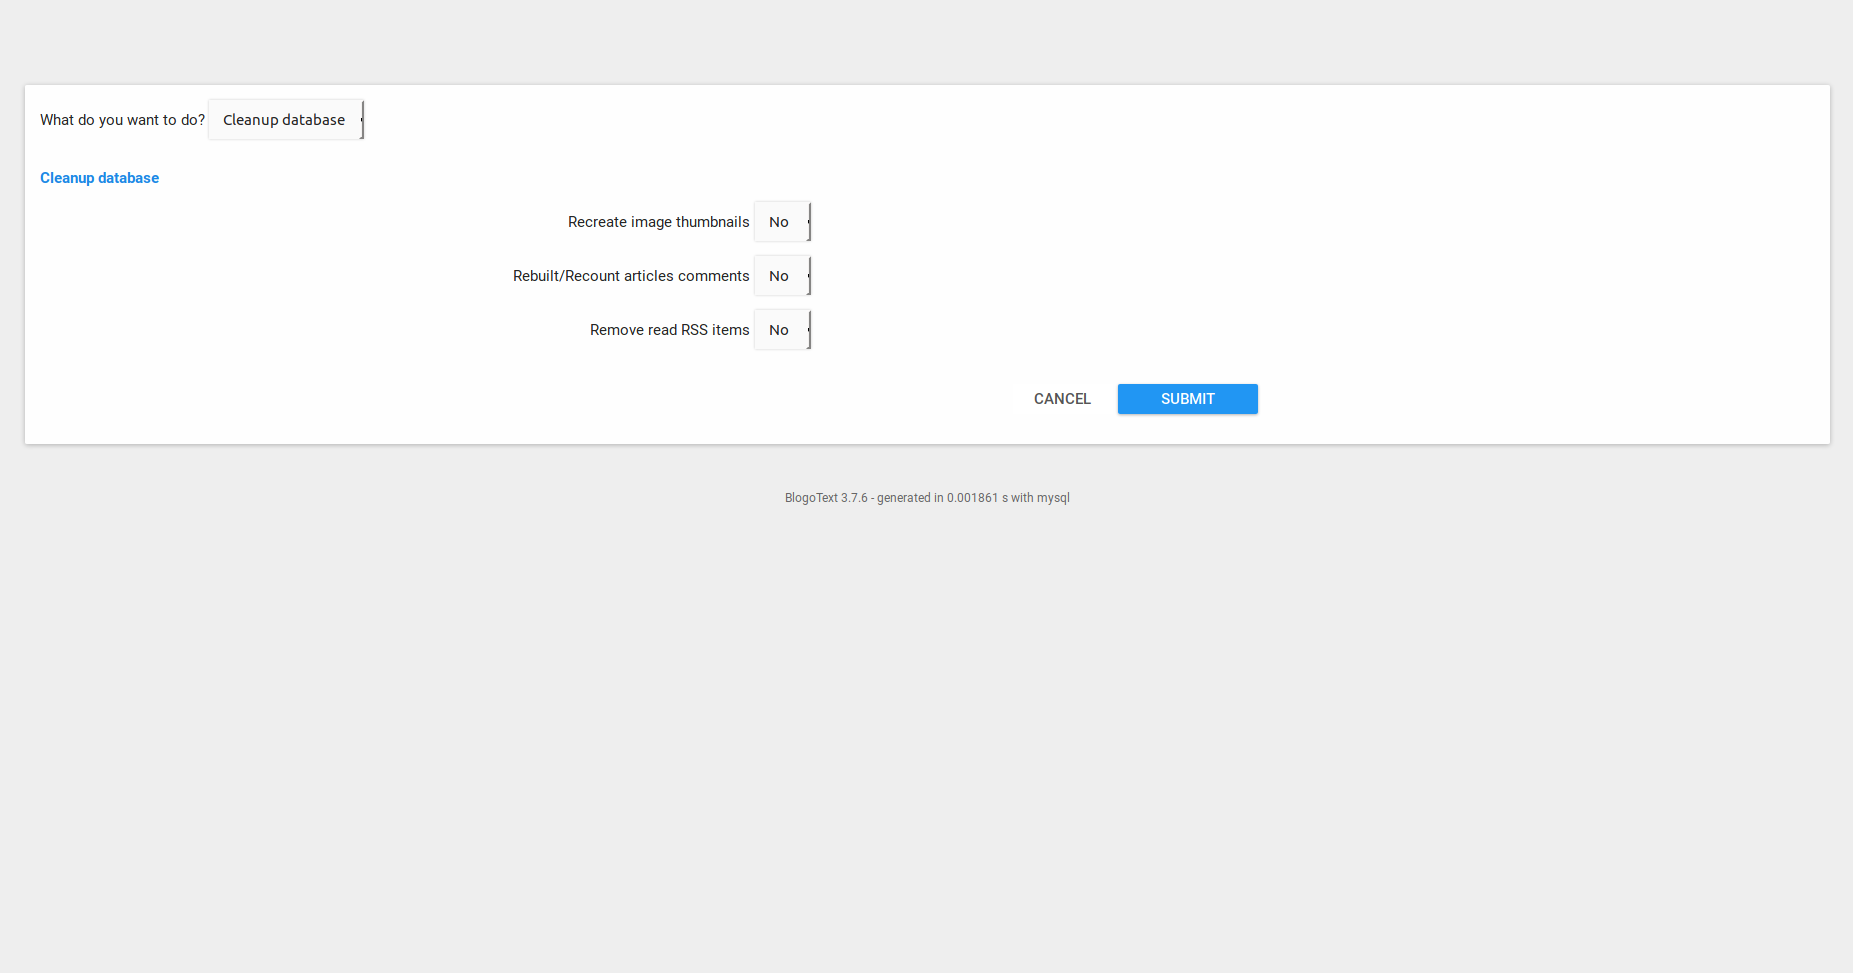 What do you want to do? Cleanup database
Cleanup database
Recreate image thumbnails No
Rebuilt/Recount articles comments No
Remove read RSS items No
CANCEL SUBMIT
BlogoText 3.7.6 - generated in 0.001861 s with mysql